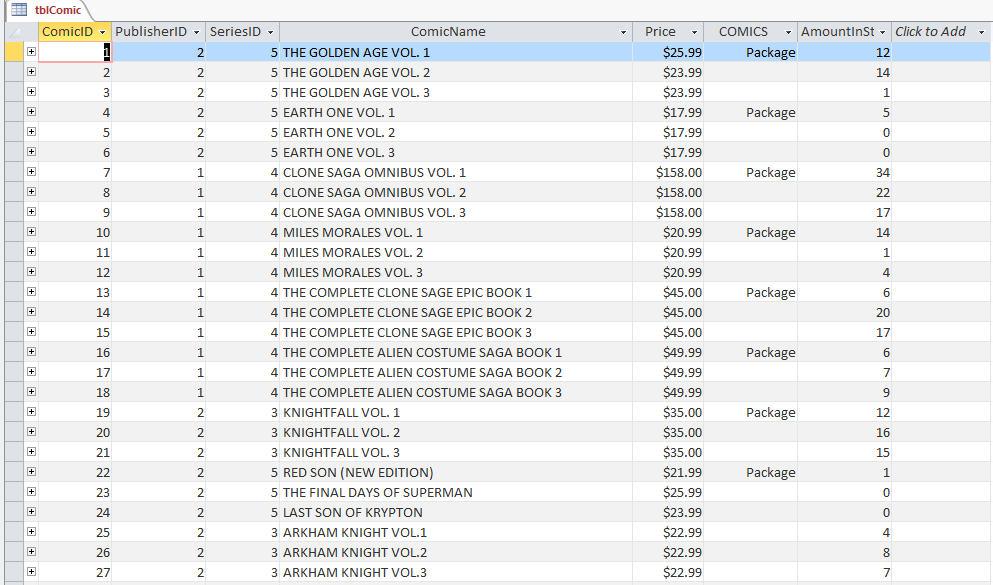 tblComic
ComicID PublisherID SeriesID ComicName Price COMICS AmountInSt Click to Add
1 2 5 THE GOLDEN AGE VOL. 1 $25.99 Package 12
2 2 5 THE GOLDEN AGE VOL. 2 $23.99 14
3 2 5 THE GOLDEN AGE VOL. 3 $23.99 1
4 2 5 EARTH ONE VOL. 1 $17.99 Package 5
5 2 5 EARTH ONE VOL. 2 $17.99 0
6 2 5 EARTH ONE VOL. 3 $17.99 0
7 1 4 CLONE SAGA OMNIBUS VOL. 1 $158.00 Package 34
8 1 4 CLONE SAGA OMNIBUS VOL. 2 $158.00 22
9 1 4 CLONE SAGA OMNIBUS VOL. 3 $158.00 17
10 1 4 MILES MORALES VOL. 1 $20.99 Package 14
11 1 4 MILES MORALES VOL. 2 $20.99 1
12 1 4 MILES MORALES VOL. 3 $20.99 4
13 1 4 THE COMPLETE CLONE SAGE EPIC BOOK 1 $45.00 Package 6
14 1 4 THE COMPLETE CLONE SAGE EPIC BOOK 2 $45.00 20
15 1 4 THE COMPLETE CLONE SAGE EPIC BOOK 3 $45.00 17
16 1 4 THE COMPLETE ALIEN COSTUME SAGA BOOK 1 $49.99 Package 6
17 1 4 THE COMPLETE ALIEN COSTUME SAGA BOOK 2 $49.99 7
18 1 4 THE COMPLETE ALIEN COSTUME SAGA BOOK 3 $49.99 9
19 2 3 KNIGHTFALL VOL. 1 $35.00 Package 12
20 2 3 KNIGHTFALL VOL. 2 $35.00 16
21 2 3 KNIGHTFALL VOL. 3 $35.00 15
22 2 5 RED SON (NEW EDITION) $21.99 Package 1
23 2 5 THE FINAL DAYS OF SUPERMAN $25.99 0
24 2 5 LAST SON OF KRYPTON $23.99 0
25 2 3 ARKHAM KNIGHT VOL.1 $22.99 4
26 2 3 ARKHAM KNIGHT VOL.2 $22.99 8
27 2 3 ARKHAM KNIGHT VOL.3 $22.99 7